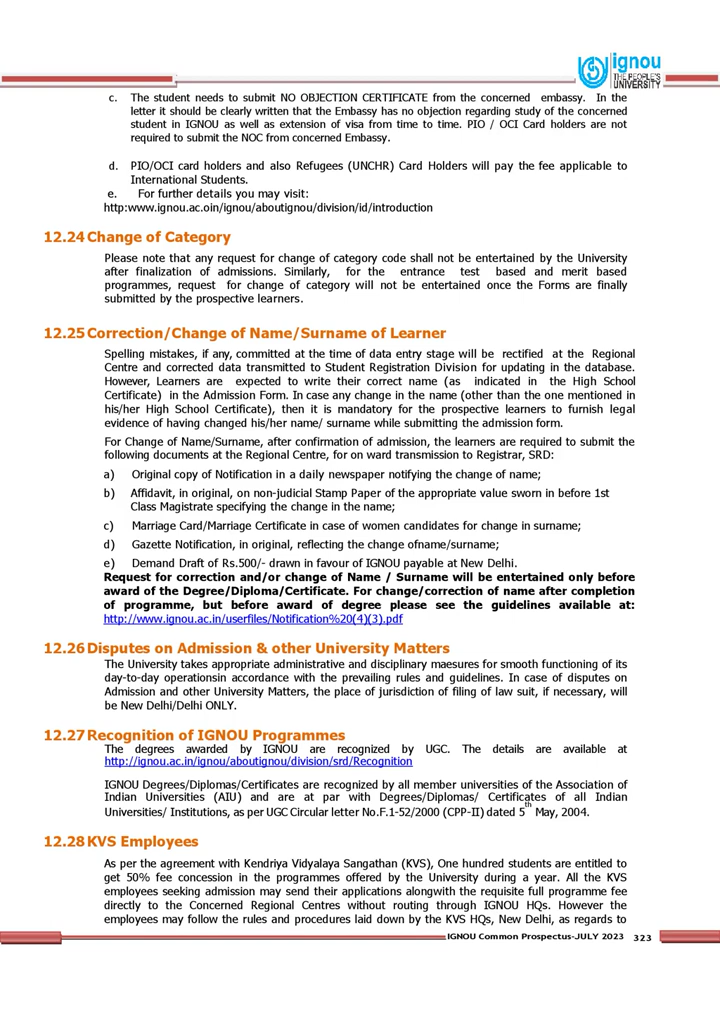 ignou
THE PEOPLE'S
UNIVERSITY
c. The student needs to submit NO OBJECTION CERTIFICATE from the concerned embassy. In the
letter it should be clearly written that the Embassy has no objection regarding study of the concerned
student in IGNOU as well as extension of visa from time to time. PIO / OCI Card holders are not
required to submit the NOC from concerned Embassy.
d. PIO/OCI card holders and also Refugees (UNCHR) Card Holders will pay the fee applicable to
International Students.
e. For further details you may visit:
http:www.ignou.ac.oin/ignou/aboutignou/division/id/introduction
12.24 Change of Category
Please note that any request for change of category code shall not be entertained by the University
after finalization of admissions. Similarly, for the entrance test based and merit based
programmes, request for change of category will not be entertained once the Forms are finally
submitted by the prospective learners.
12.25 Correction/Change of Name/Surname of Learner
Spelling mistakes, if any, committed at the time of data entry stage will be rectified at the Regional
Centre and corrected data transmitted to Student Registration Division for updating in the database.
However, Learners are expected to write their correct name (as indicated in the High School
Certificate) in the Admission Form. In case any change in the name (other than the one mentioned in
his/her High School Certificate), then it is mandatory for the prospective learners to furnish legal
evidence of having changed his/her name/ surname while submitting the admission form.
For Change of Name/Surname, after confirmation of admission, the learners are required to submit the
following documents at the Regional Centre, for on ward transmission to Registrar, SRD:
a) Original copy of Notification in a daily newspaper notifying the change of name;
b) Affidavit, in original, on non-judicial Stamp Paper of the appropriate value sworn in before 1st
Class Magistrate specifying the change in the name;
c) Marriage Card/Marriage Certificate in case of women candidates for change in surname;
d) Gazette Notification, in original, reflecting the change ofname/surname;
e) Demand Draft of Rs.500/- drawn in favour of IGNOU payable at New Delhi.
Request for correction and/or change of Name / Surname will be entertained only before
award of the Degree/Diploma/Certificate. For change/correction of name after completion
of programme, but before award of degree please see the guidelines available at:
http://www.ignou.ac.in/userfiles/Notification%20(4)(3).pdf
12.26 Disputes on Admission & other University Matters
The University takes appropriate administrative and disciplinary maesures for smooth functioning of its
day-to-day operationsin accordance with the prevailing rules and guidelines. In case of disputes on
Admission and other University Matters, the place of jurisdiction of filing of law suit, if necessary, will
be New Delhi/Delhi ONLY.
12.27 Recognition of IGNOU Programmes
The degrees awarded by IGNOU are recognized by UGC. The details are available at
http://ignou.ac.in/ignou/aboutignou/division/srd/Recognition
IGNOU Degrees/Diplomas/Certificates are recognized by all member universities of the Association of
Indian Universities (AIU) and are at par with Degrees/Diplomas/ Certificates of all Indian
Universities/ Institutions, as per UGC Circular letter No.F.1-52/2000 (CPP-II) dated 5th May, 2004.
12.28 KVS Employees
As per the agreement with Kendriya Vidyalaya Sangathan (KVS), One hundred students are entitled to
get 50% fee concession in the programmes offered by the University during a year. All the KVS
employees seeking admission may send their applications alongwith the requisite full programme fee
directly to the Concerned Regional Centres without routing through IGNOU HQs. However the
employees may follow the rules and procedures laid down by the KVS HQs, New Delhi, as regards to
IGNOU Common Prospectus-JULY 2023 323